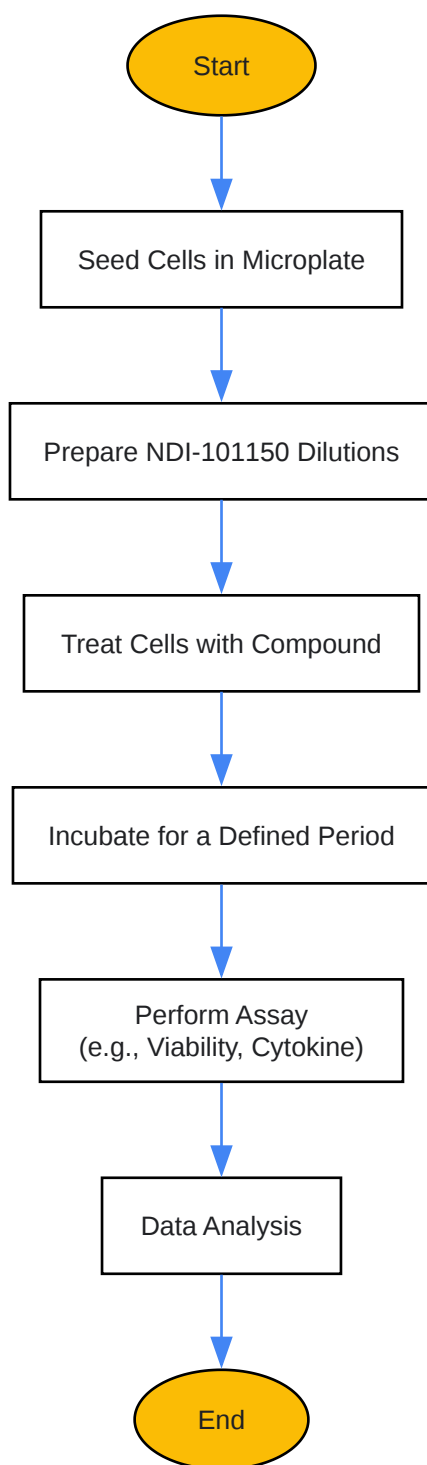 Start
Seed Cells in Microplate
Prepare NDI-101150 Dilutions
Treat Cells with Compound
Incubate for a Defined Period
Perform Assay
(e.g., Viability, Cytokine)
Data Analysis
End